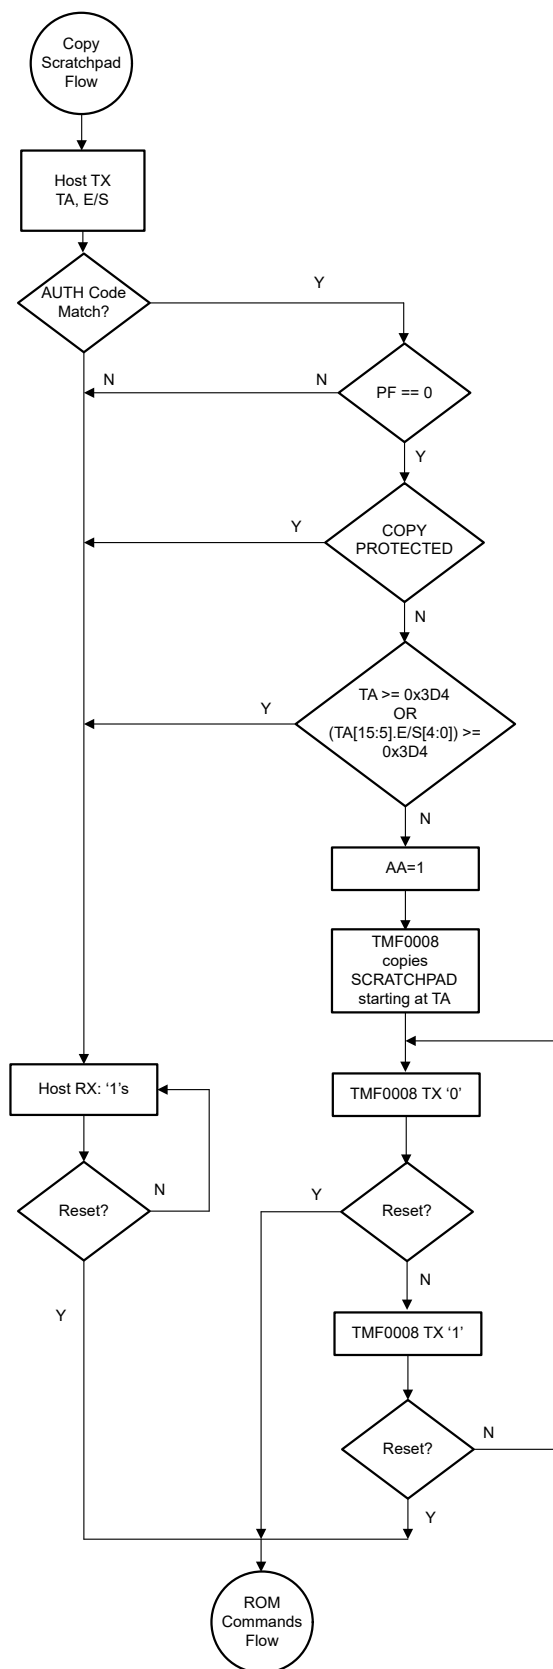 Copy
Scratchpad
Flow
Host TX
TA, E/S
AUTH Code
Match?
Y
N
N
PF == 0
Y
Y
COPY
PROTECTED
N
Y
TA >= 0x3D4
OR
(TA[15:5].E/S[4:0]) >=
0x3D4
N
AA=1
TMF0008
copies
SCRATCHPAD
starting at TA
Host RX: ‘1’s
TMF0008 TX ‘0’
Reset?
N
Y
Reset?
N
Y
TMF0008 TX ‘1’
Reset?
N
Y
ROM
Commands
Flow